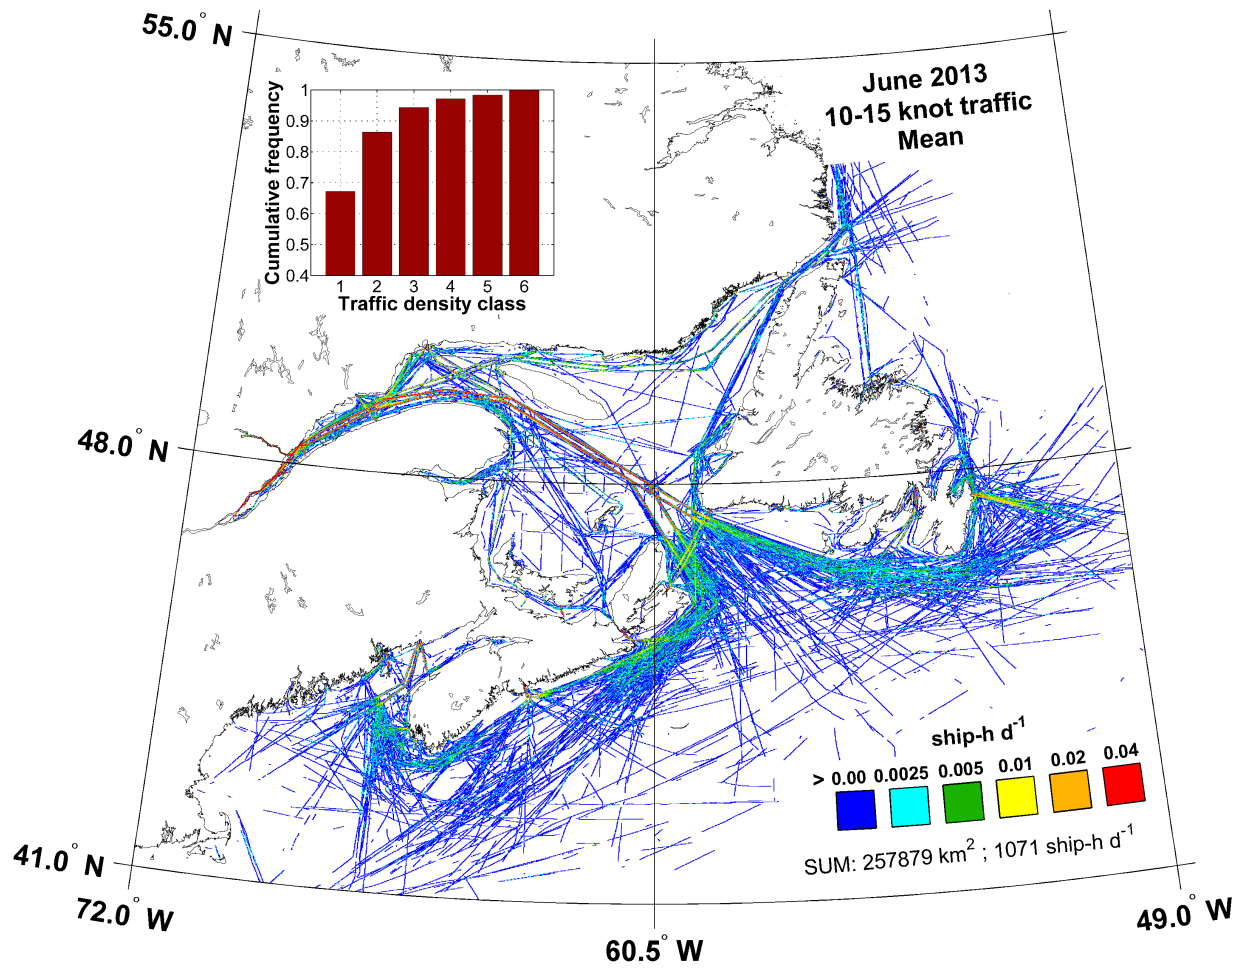 55.0° N
June 2013
10-15 knot traffic
Mean
Cumulative frequency
1
0.9
0.8
0.7
0.6
0.5
0.4
1 2 3 4 5 6
Traffic density class
48.0° N
ship-h d⁻¹
> 0.00 0.0025 0.005 0.01 0.02 0.04
SUM: 257879 km² ; 1071 ship-h d⁻¹
41.0° N
72.0° W
60.5° W
49.0° W